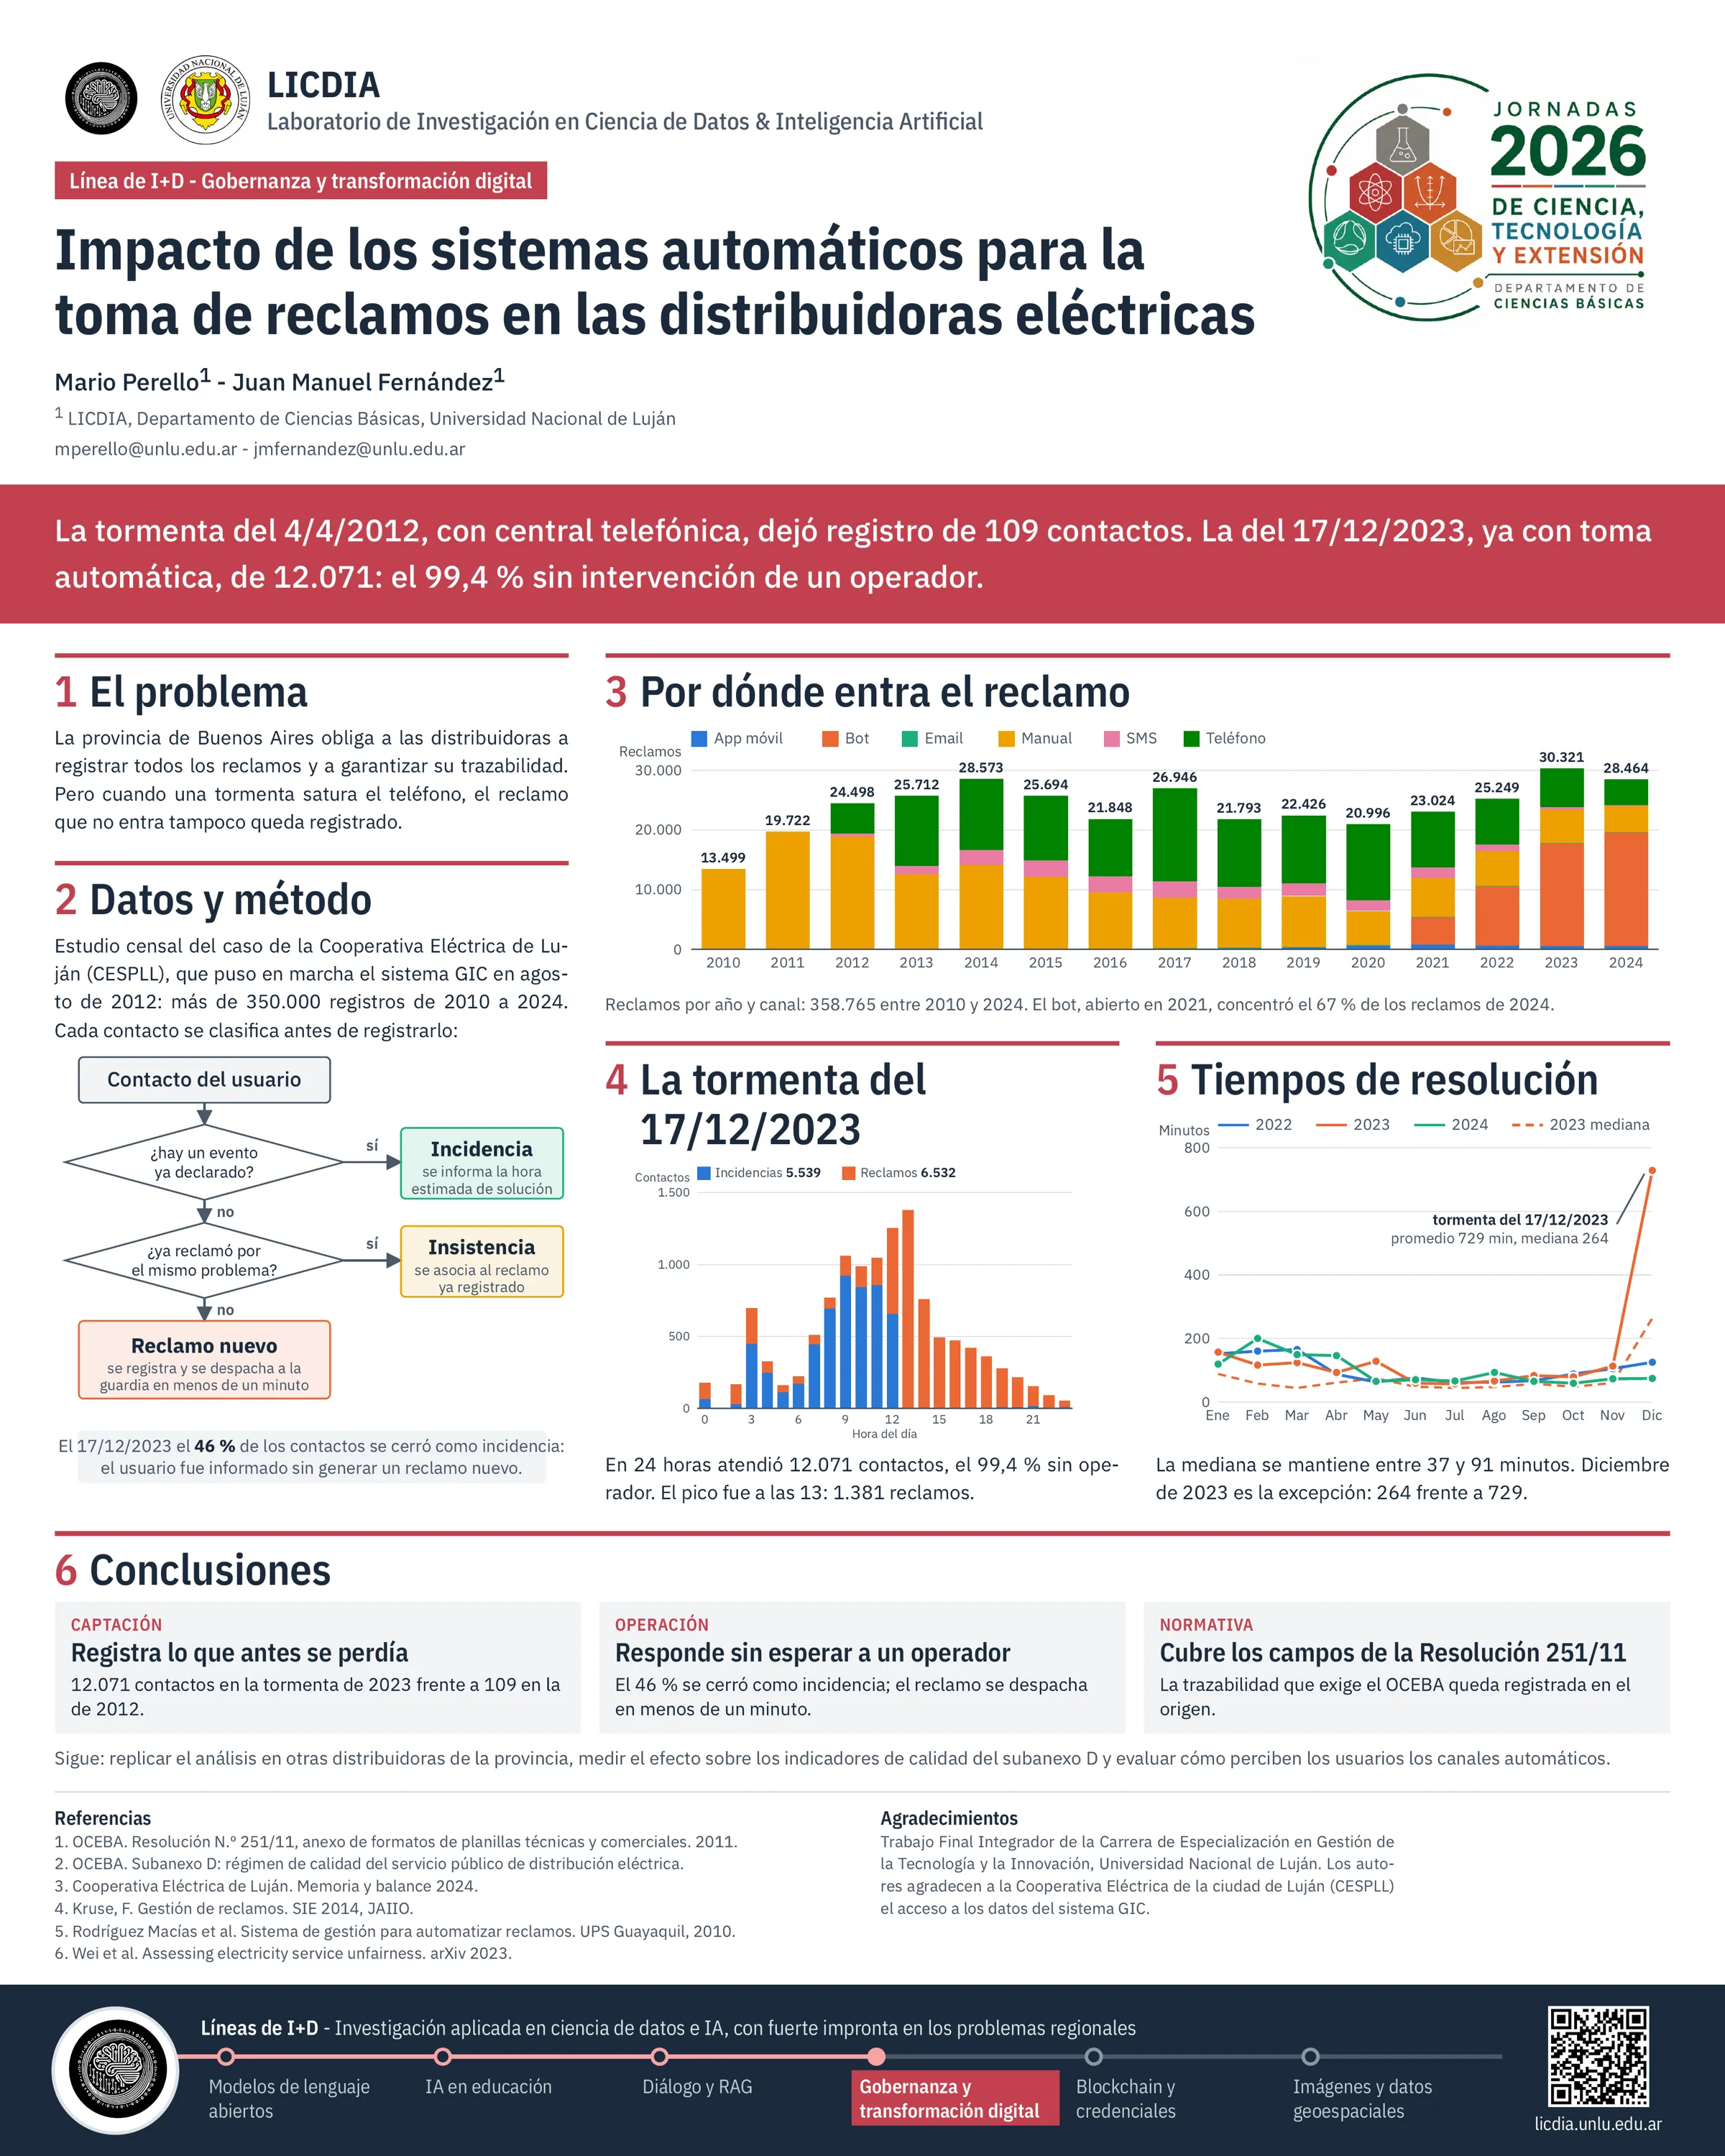 UNIVERSIDAD NACIONAL DE LUJÁN
LICDIA
Laboratorio de Investigación en Ciencia de Datos & Inteligencia Artificial
JORNADAS
2026
DE CIENCIA,
TECNOLOGÍA
Y EXTENSIÓN
DEPARTAMENTO DE
CIENCIAS BÁSICAS
Línea de I+D - Gobernanza y transformación digital
Impacto de los sistemas automáticos para la
toma de reclamos en las distribuidoras eléctricas
Mario Perello1 - Juan Manuel Fernández1
1 LICDIA, Departamento de Ciencias Básicas, Universidad Nacional de Luján
mperello@unlu.edu.ar - jmfernandez@unlu.edu.ar
La tormenta del 4/4/2012, con central telefónica, dejó registro de 109 contactos. La del 17/12/2023, ya con toma
automática, de 12.071: el 99,4 % sin intervención de un operador.
1 El problema
La provincia de Buenos Aires obliga a las distribuidoras a
registrar todos los reclamos y a garantizar su trazabilidad.
Pero cuando una tormenta satura el teléfono, el reclamo
que no entra tampoco queda registrado.
2 Datos y método
Estudio censal del caso de la Cooperativa Eléctrica de Lu-
ján (CESPLL), que puso en marcha el sistema GIC en agos-
to de 2012: más de 350.000 registros de 2010 a 2024.
Cada contacto se clasifica antes de registrarlo:
Contacto del usuario
¿hay un evento
ya declarado?
sí
Incidencia
se informa la hora
estimada de solución
no
¿ya reclamó por
el mismo problema?
sí
Insistencia
se asocia al reclamo
ya registrado
no
Reclamo nuevo
se registra y se despacha a la
guardia en menos de un minuto
El 17/12/2023 el 46 % de los contactos se cerró como incidencia:
el usuario fue informado sin generar un reclamo nuevo.
3 Por dónde entra el reclamo
App móvil Bot Email Manual SMS Teléfono
Reclamos
30.000
20.000
10.000
0
13.499 19.722 24.498 25.712 28.573 25.694 21.848 26.946 21.793 22.426 20.996 23.024 25.249 30.321 28.464
2010 2011 2012 2013 2014 2015 2016 2017 2018 2019 2020 2021 2022 2023 2024
Reclamos por año y canal: 358.765 entre 2010 y 2024. El bot, abierto en 2021, concentró el 67 % de los reclamos de 2024.
4 La tormenta del
17/12/2023
Contactos
Incidencias 5.539 Reclamos 6.532
1.500
1.000
500
0
0 3 6 9 12 15 18 21
Hora del día
En 24 horas atendió 12.071 contactos, el 99,4 % sin ope-
rador. El pico fue a las 13: 1.381 reclamos.
5 Tiempos de resolución
Minutos
2022 2023 2024 2023 mediana
800
600
400
200
0
tormenta del 17/12/2023
promedio 729 min, mediana 264
Ene Feb Mar Abr May Jun Jul Ago Sep Oct Nov Dic
La mediana se mantiene entre 37 y 91 minutos. Diciembre
de 2023 es la excepción: 264 frente a 729.
6 Conclusiones
CAPTACIÓN
Registra lo que antes se perdía
12.071 contactos en la tormenta de 2023 frente a 109 en la
de 2012.
OPERACIÓN
Responde sin esperar a un operador
El 46 % se cerró como incidencia; el reclamo se despacha
en menos de un minuto.
NORMATIVA
Cubre los campos de la Resolución 251/11
La trazabilidad que exige el OCEBA queda registrada en el
origen.
Sigue: replicar el análisis en otras distribuidoras de la provincia, medir el efecto sobre los indicadores de calidad del subanexo D y evaluar cómo perciben los usuarios los canales automáticos.
Referencias
1. OCEBA. Resolución N.º 251/11, anexo de formatos de planillas técnicas y comerciales. 2011.
2. OCEBA. Subanexo D: régimen de calidad del servicio público de distribución eléctrica.
3. Cooperativa Eléctrica de Luján. Memoria y balance 2024.
4. Kruse, F. Gestión de reclamos. SIE 2014, JAIIO.
5. Rodríguez Macías et al. Sistema de gestión para automatizar reclamos. UPS Guayaquil, 2010.
6. Wei et al. Assessing electricity service unfairness. arXiv 2023.
Agradecimientos
Trabajo Final Integrador de la Carrera de Especialización en Gestión de
la Tecnología y la Innovación, Universidad Nacional de Luján. Los auto-
res agradecen a la Cooperativa Eléctrica de la ciudad de Luján (CESPLL)
el acceso a los datos del sistema GIC.
Líneas de I+D - Investigación aplicada en ciencia de datos e IA, con fuerte impronta en los problemas regionales
Modelos de lenguaje
abiertos
IA en educación
Diálogo y RAG
Gobernanza y
transformación digital
Blockchain y
credenciales
Imágenes y datos
geoespaciales
licdia.unlu.edu.ar